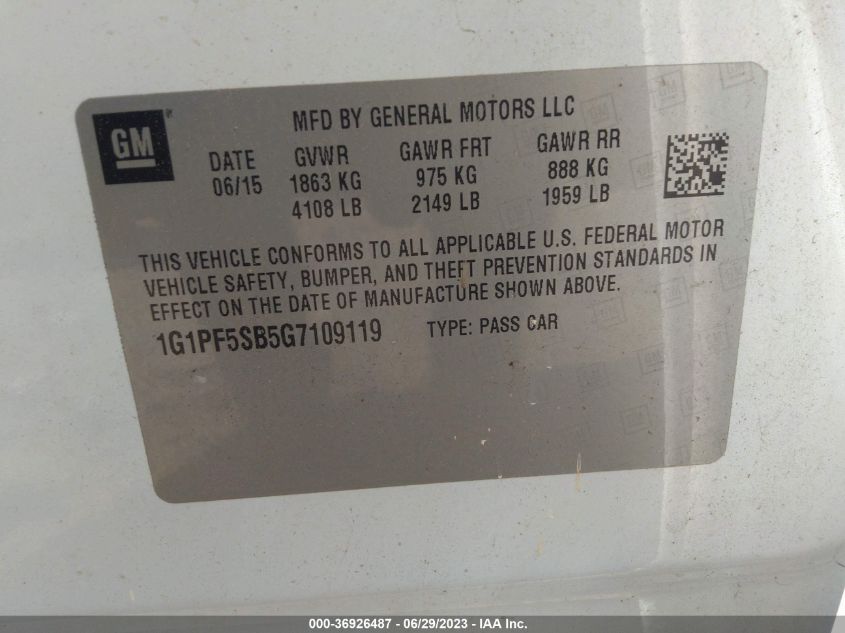 GM
MFD BY GENERAL MOTORS LLC
DATE GVWR GAWR FRT GAWR RR
06/15 1863 KG 975 KG 888 KG
4108 LB 2149 LB 1959 LB
THIS VEHICLE CONFORMS TO ALL APPLICABLE U.S. FEDERAL MOTOR
VEHICLE SAFETY, BUMPER, AND THEFT PREVENTION STANDARDS IN
EFFECT ON THE DATE OF MANUFACTURE SHOWN ABOVE.
1G1PF5SB5G7109119 TYPE: PASS CAR
000-36926487 - 06/29/2023 - IAA Inc.